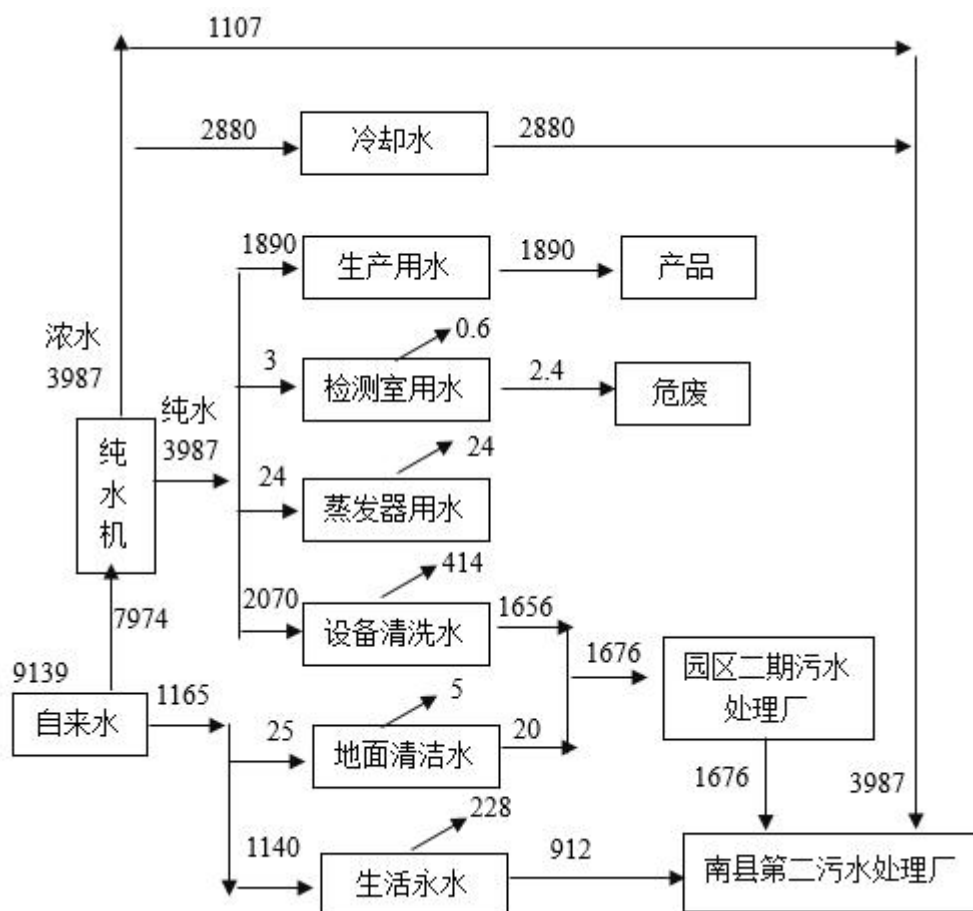 1107
2880
冷却水
2880
1890
生产用水
1890
产品
浓水
3987
0.6
3
检测室用水
2.4
危废
纯水
3987
纯
水
机
24
24
蒸发器用水
414
2070
设备清洗水
1656
7974
1676
园区二期污水
处理厂
9139
自来水
1165
5
25
地面清洁水
20
1676
3987
228
1140
生活永水
912
南县第二污水处理厂